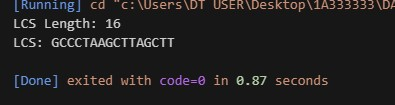 [Running] cd "c:\Users\DT USER\Desktop\1A333333\DA
LCS Length: 16
LCS: GCCCTAAGCTTAGCTT
[Done] exited with code=0 in 0.87 seconds